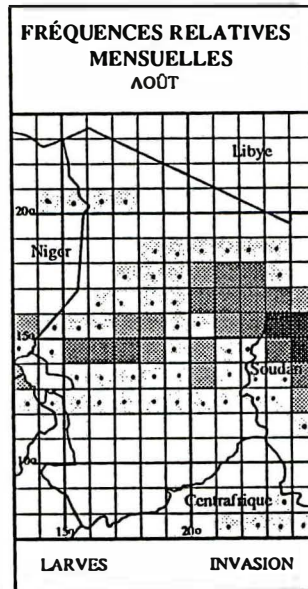 FRÉQUENCES RELATIVES
MENSUELLES
AOÛT
Libye
20o
Niger
15o
Soudan
10o
Centrafrique
15o 20o
LARVES INVASION